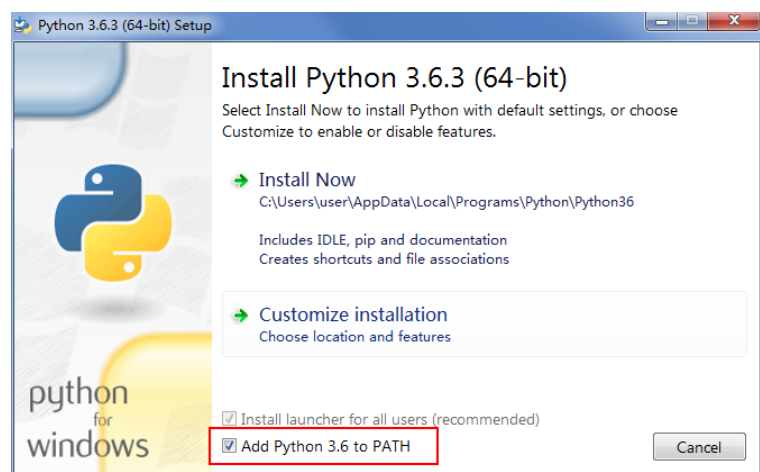 Python 3.6.3 (64-bit) Setup
Install Python 3.6.3 (64-bit)
Select Install Now to install Python with default settings, or choose
Customize to enable or disable features.
Install Now
C:\Users\user\AppData\Local\Programs\Python\Python36
Includes IDLE, pip and documentation
Creates shortcuts and file associations
Customize installation
Choose location and features
python
for
windows
Install launcher for all users (recommended)
Add Python 3.6 to PATH
Cancel